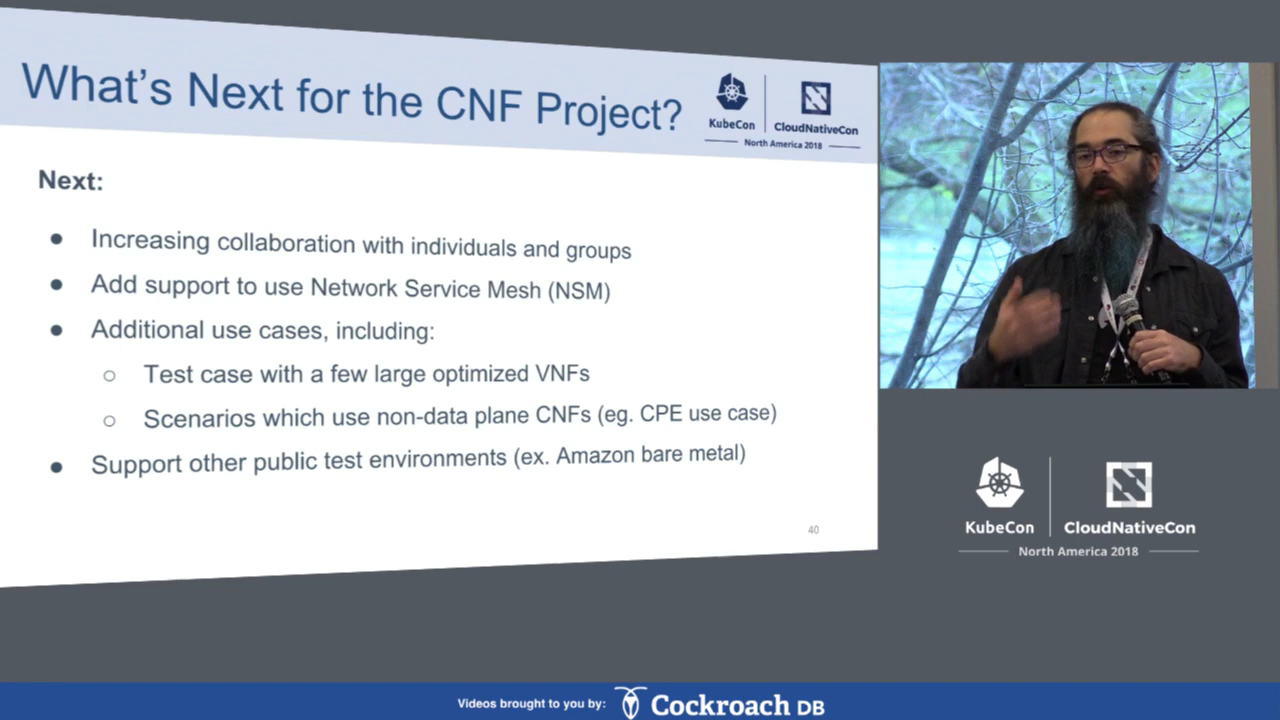 What's Next for the CNF Project?
KubeCon
CloudNativeCon
North America 2018
Next:
● Increasing collaboration with individuals and groups
● Add support to use Network Service Mesh (NSM)
● Additional use cases, including:
○ Test case with a few large optimized VNFs
○ Scenarios which use non-data plane CNFs (eg. CPE use case)
● Support other public test environments (ex. Amazon bare metal)
40
KubeCon
CloudNativeCon
North America 2018
Videos brought to you by: Cockroach DB